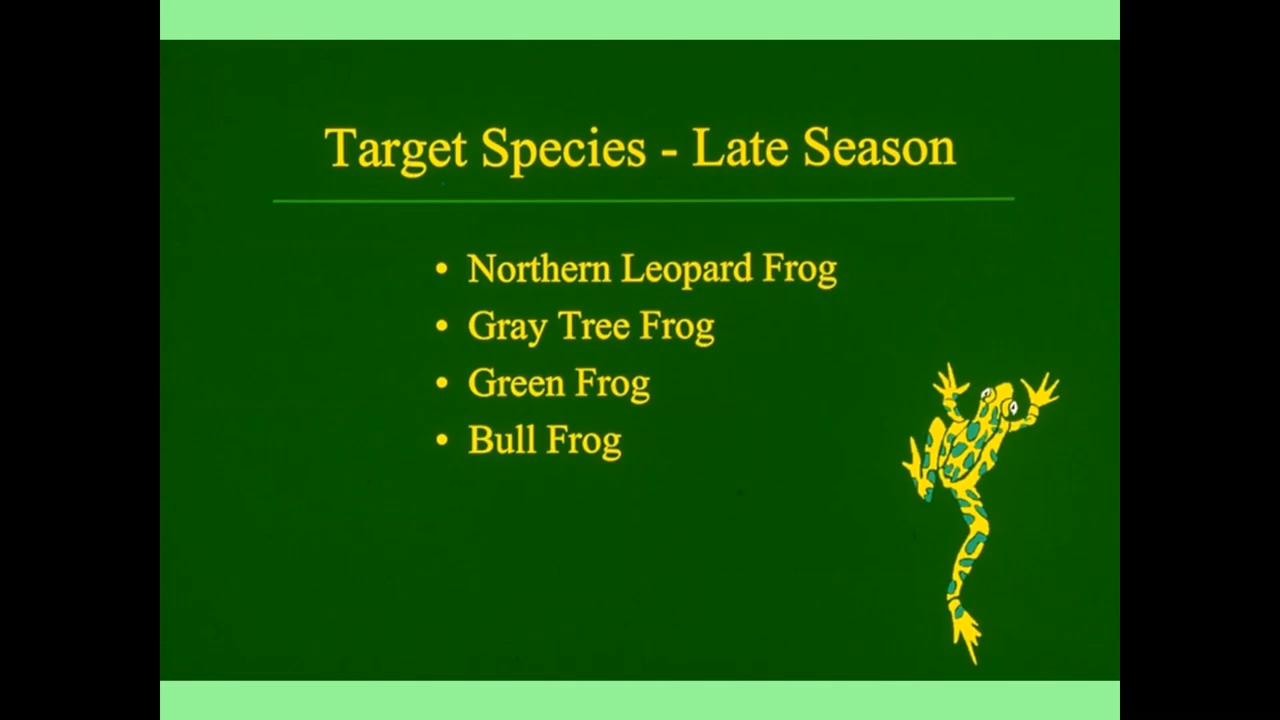 Target Species - Late Season
• Northern Leopard Frog
• Gray Tree Frog
• Green Frog
• Bull Frog